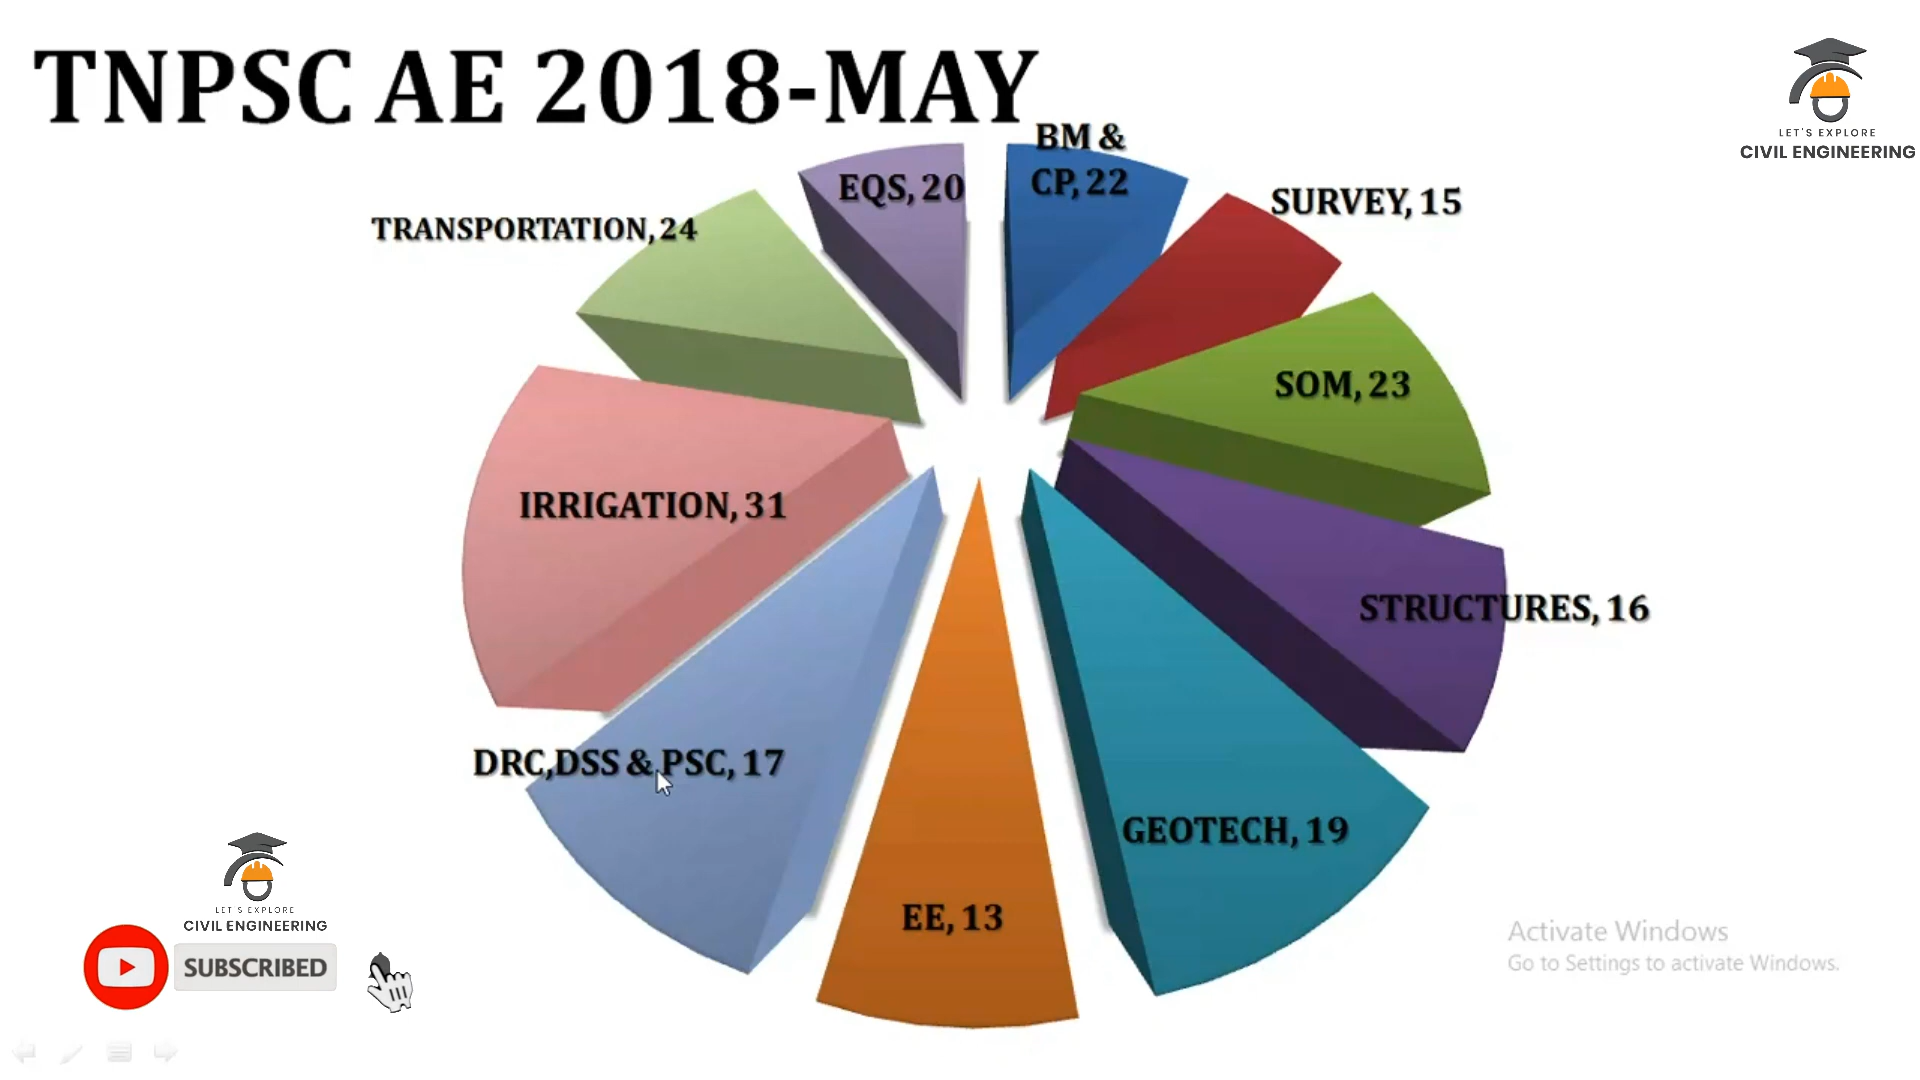 TNPSC AE 2018-MAY
LET'S EXPLORE
CIVIL ENGINEERING
BM &
CP, 22
EQS, 20
SURVEY, 15
TRANSPORTATION, 24
SOM, 23
IRRIGATION, 31
STRUCTURES, 16
DRC,DSS & PSC, 17
GEOTECH, 19
EE, 13
LET'S EXPLORE
CIVIL ENGINEERING
SUBSCRIBED
Activate Windows
Go to Settings to activate Windows.